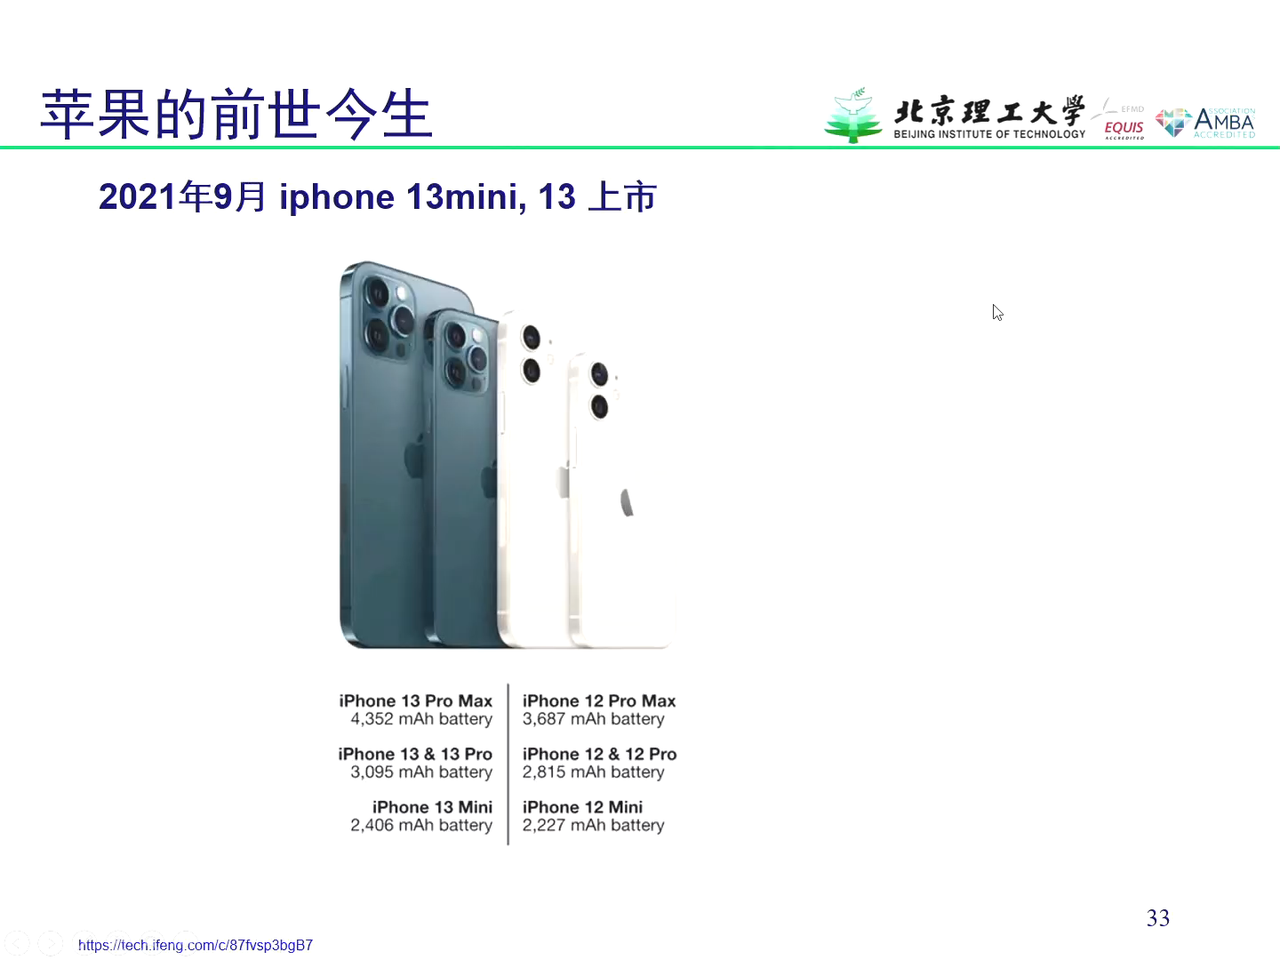 苹果的前世今生
北京理工大學
BEIJING INSTITUTE OF TECHNOLOGY
EFMD
EQUIS
ACCREDITED
ASSOCIATION
AMBA
ACCREDITED
2021年9月 iphone 13mini, 13 上市
iPhone 13 Pro Max
4,352 mAh battery
iPhone 13 & 13 Pro
3,095 mAh battery
iPhone 13 Mini
2,406 mAh battery
iPhone 12 Pro Max
3,687 mAh battery
iPhone 12 & 12 Pro
2,815 mAh battery
iPhone 12 Mini
2,227 mAh battery
33
https://tech.ifeng.com/c/87fvsp3bgB7